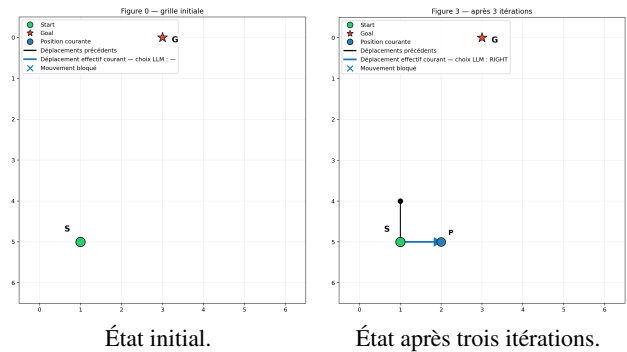 Figure 0 — grille initiale
Start
Goal
Position courante
Déplacements précédents
Déplacement effectif courant — choix LLM : —
Mouvement bloqué
G
S
0
1
2
3
4
5
6
0 1 2 3 4 5 6
État initial.
Figure 3 — après 3 itérations
Start
Goal
Position courante
Déplacements précédents
Déplacement effectif courant — choix LLM : RIGHT
Mouvement bloqué
G
S
P
0
1
2
3
4
5
6
0 1 2 3 4 5 6
État après trois itérations.